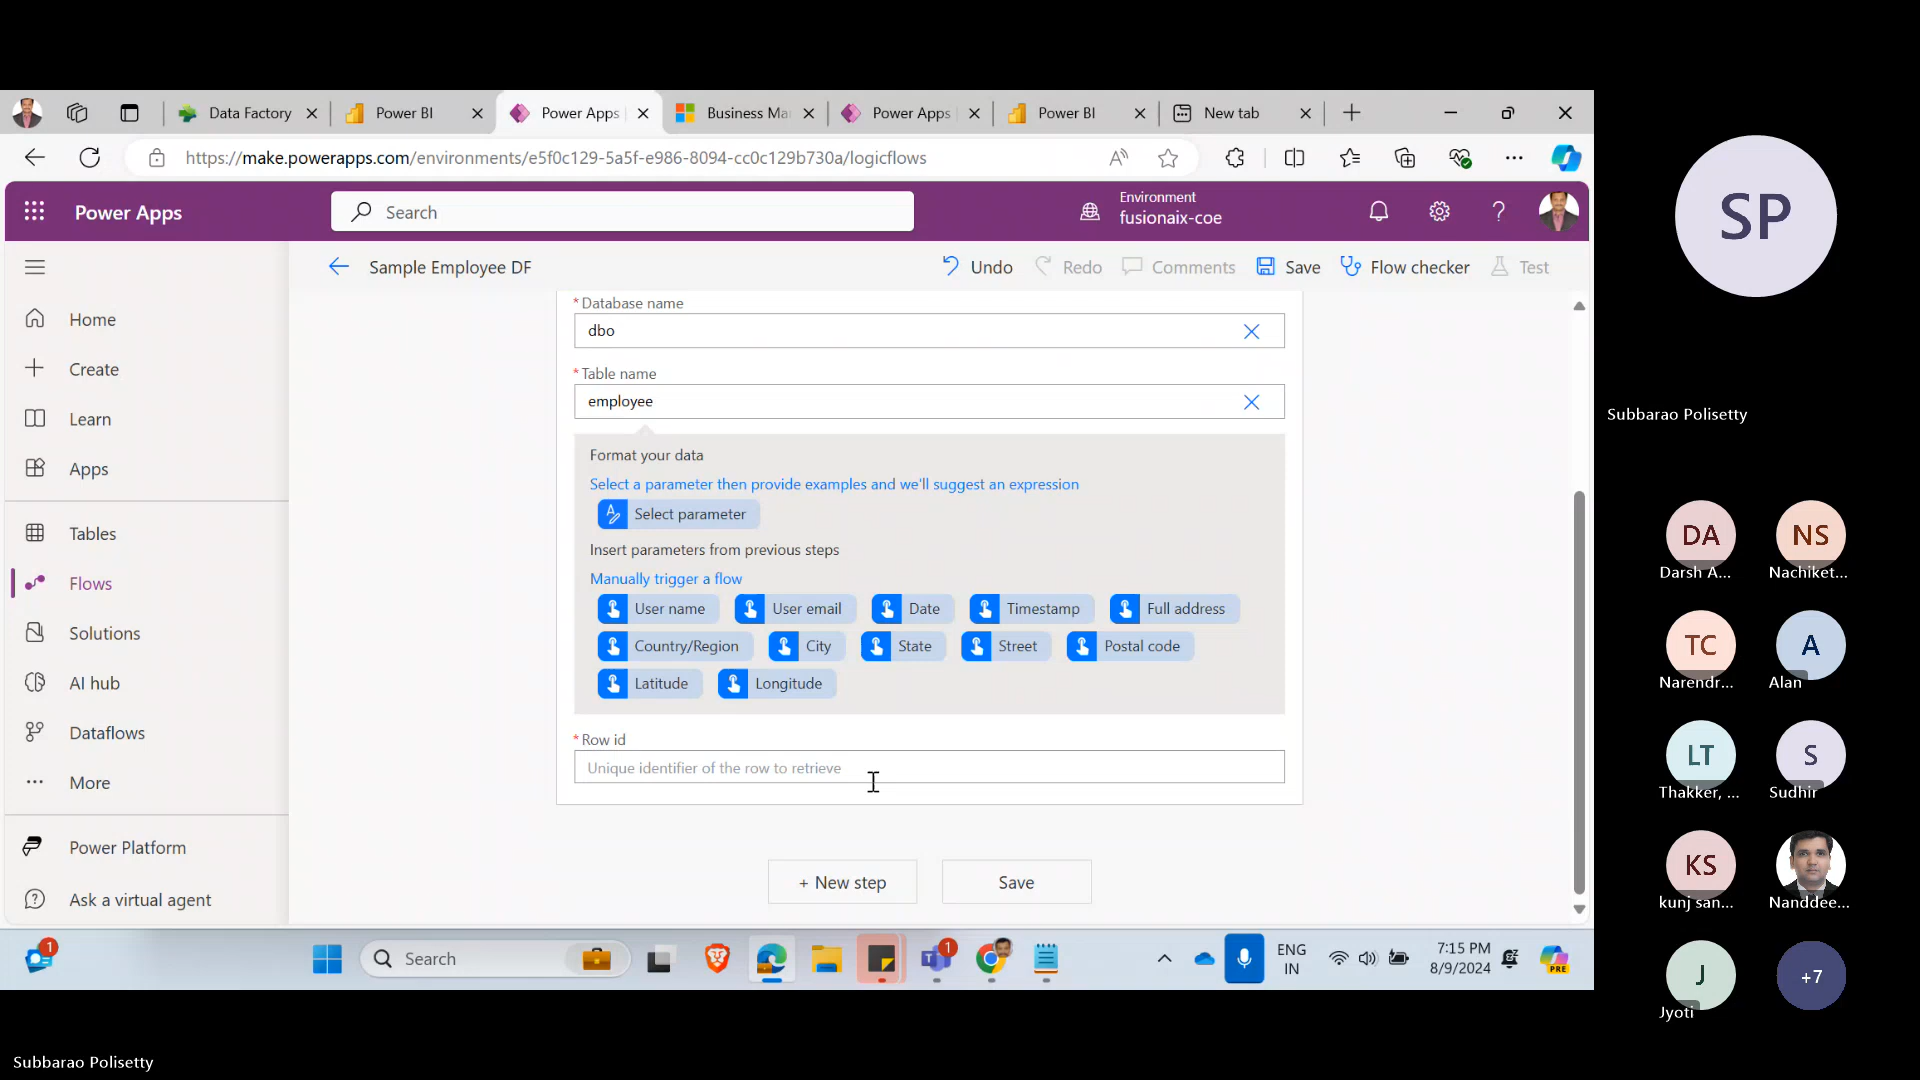 Data Factory
Power BI
Power Apps
Business Ma
Power Apps
Power BI
New tab
https://make.powerapps.com/environments/e5f0c129-5a5f-e986-8094-cc0c129b730a/logicflows
Power Apps
Search
Environment
fusionaix-coe
Sample Employee DF
Undo
Redo
Comments
Save
Flow checker
Test
Home
Create
Learn
Apps
Tables
Flows
Solutions
AI hub
Dataflows
More
Power Platform
Ask a virtual agent
* Database name
dbo
* Table name
employee
Format your data
Select a parameter then provide examples and we'll suggest an expression
Select parameter
Insert parameters from previous steps
Manually trigger a flow
User name
User email
Date
Timestamp
Full address
Country/Region
City
State
Street
Postal code
Latitude
Longitude
* Row id
Unique identifier of the row to retrieve
+ New step
Save
1
Search
1
ENG
IN
7:15 PM
8/9/2024
PRE
SP
Subbarao Polisetty
DA
Darsh A...
NS
Nachiket...
TC
Narendr...
A
Alan
LT
Thakker, ...
S
Sudhir
KS
kunj san...
Nanddee...
J
Jyoti
+7
Subbarao Polisetty